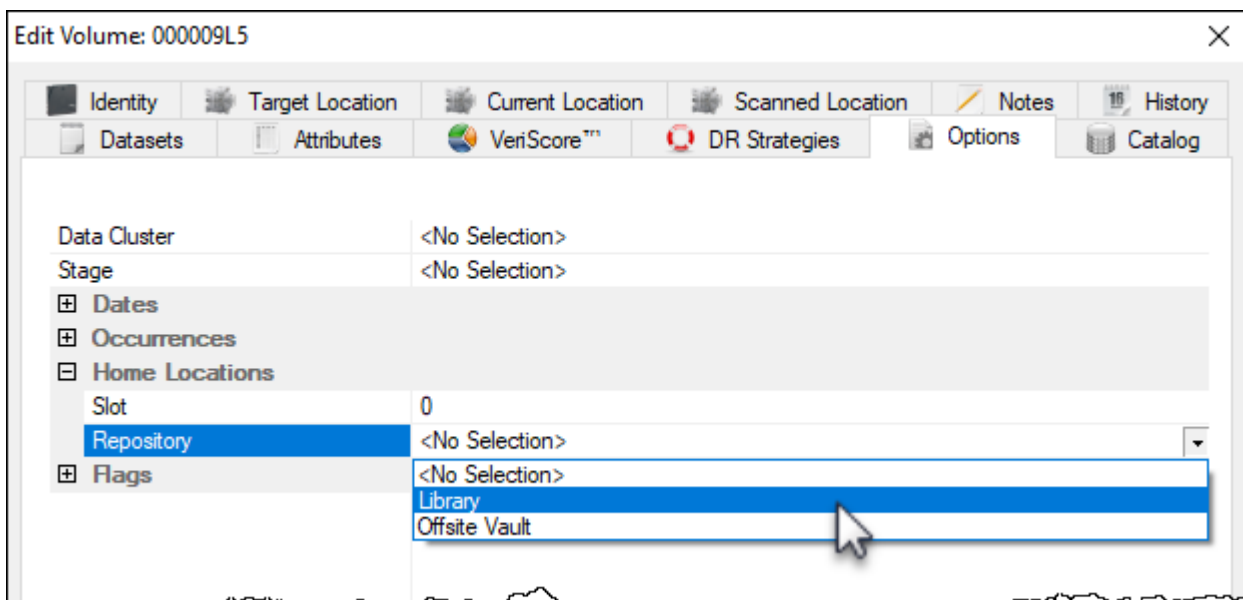 Edit Volume: 000009L5
Identity Target Location Current Location Scanned Location Notes 16 History
Datasets Attributes VeriScore™ DR Strategies Options Catalog
Data Cluster <No Selection>
Stage <No Selection>
Dates
Occurrences
Home Locations
Slot 0
Repository <No Selection>
Flags <No Selection>
Library
Offsite Vault